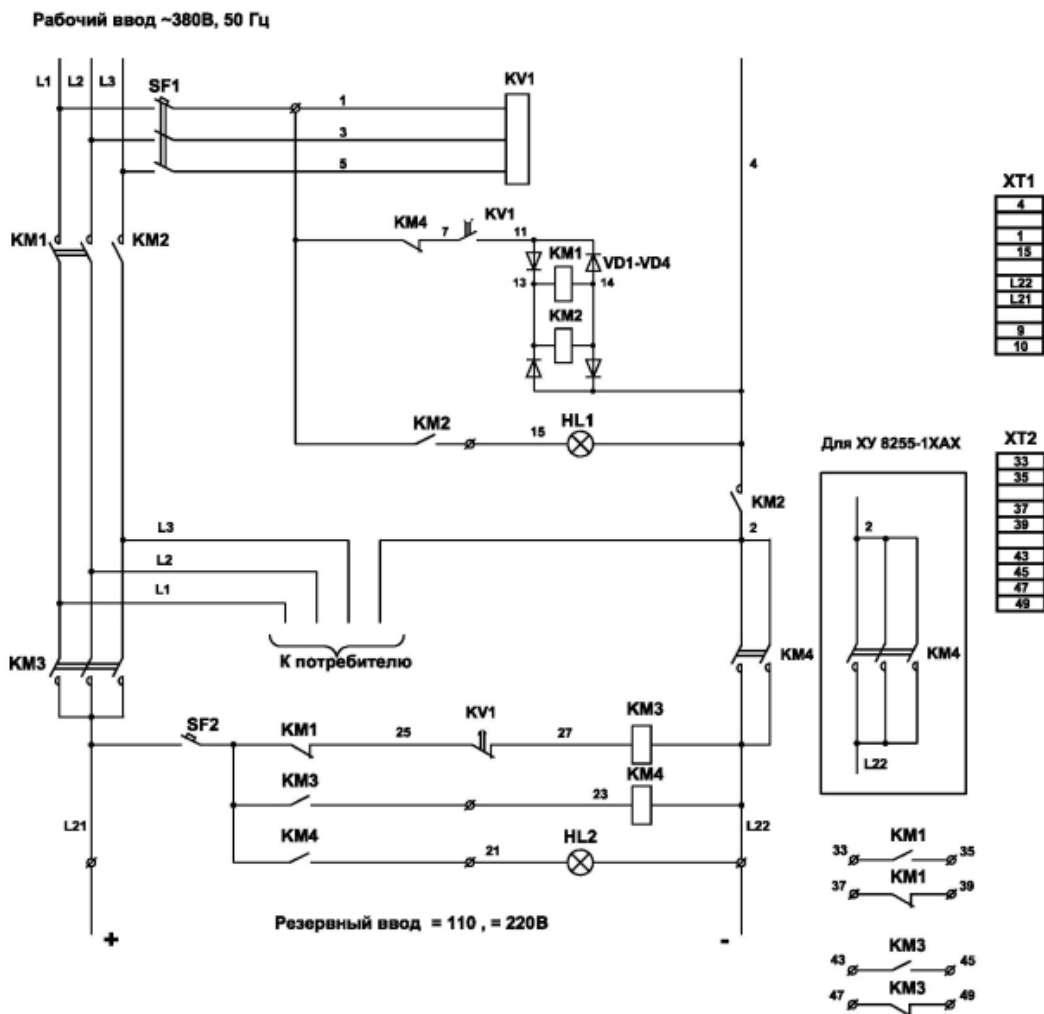 Рабочий ввод ~380В, 50 Гц
L1 L2 L3 SF1 KV1
1
3
5
4
XT1
4
1
15
L22
L21
9
10
KM1 KM2
KM4 7 KV1 11
KM1 VD1-VD4
13 14
KM2
KM2 15 HL1
Для ХУ 8255-1ХАХ
XT2
33
35
37
39
43
45
47
49
KM2
L3 2 2
L2
L1
KM3 К потребителю KM4 KM4
SF2 KM1 25 KV1 27 KM3
L22
KM3 23 KM4
L21 L22
KM4 21 HL2
33 KM1 35
37 KM1 39
Резервный ввод = 110 , = 220В
+ -
43 KM3 45
47 KM3 49